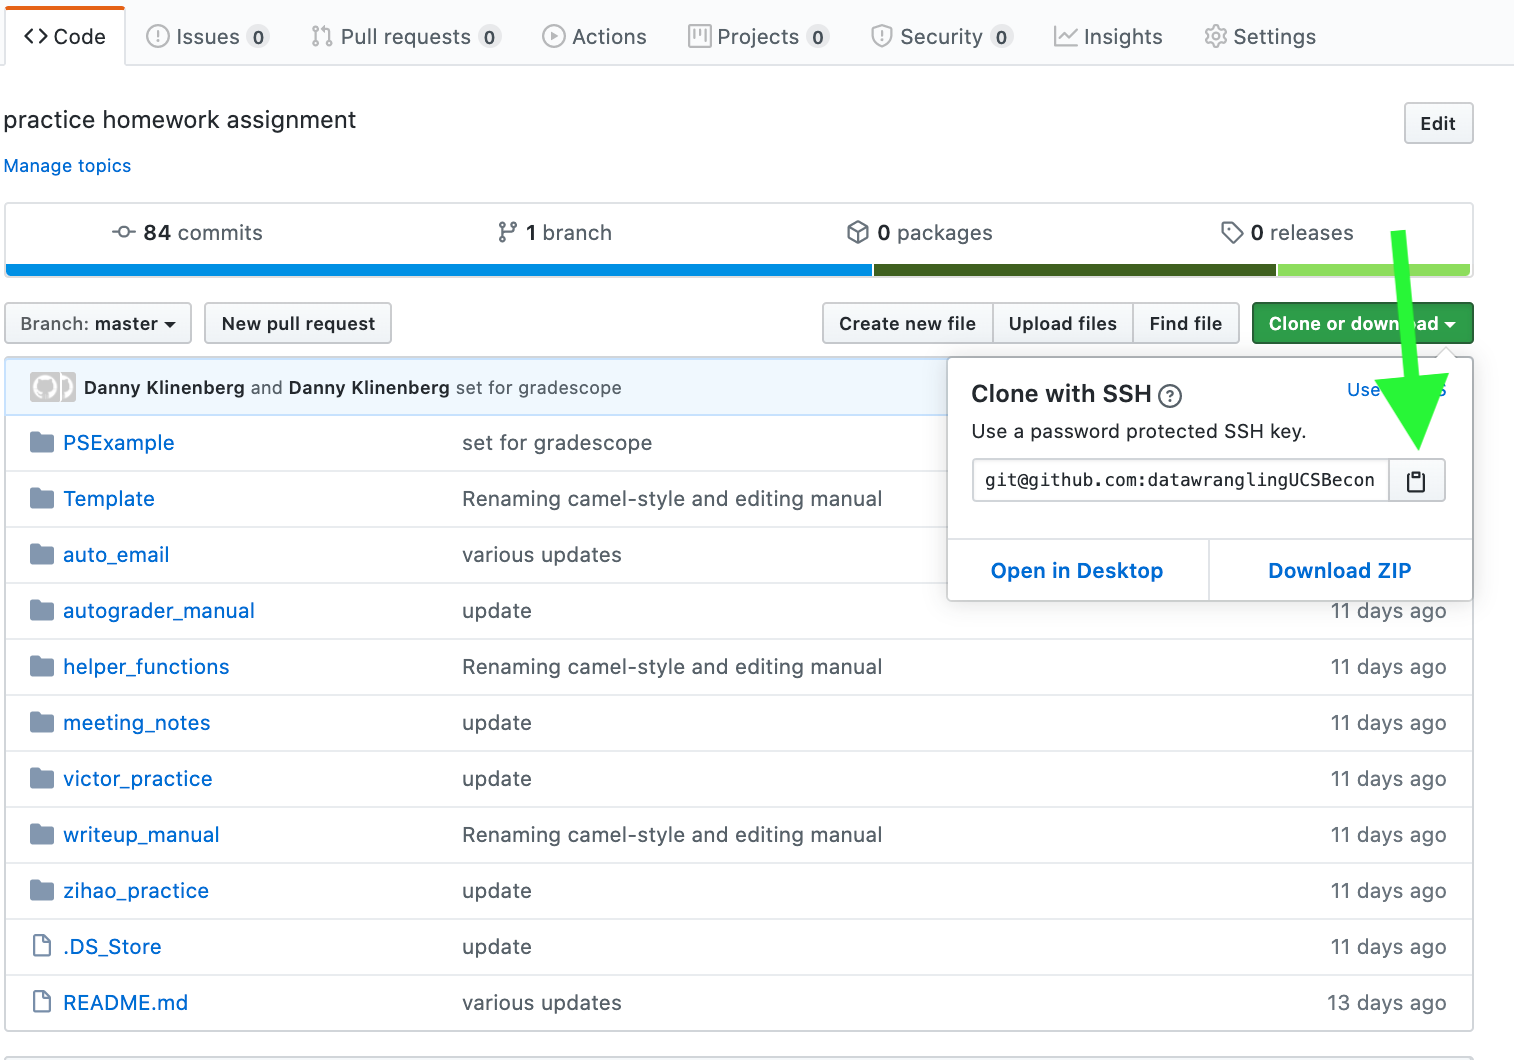 Code Issues 0 Pull requests 0 Actions Projects 0 Security 0 Insights Settings
practice homework assignment
Edit
Manage topics
84 commits 1 branch 0 packages 0 releases
Branch: master New pull request Create new file Upload files Find file Clone or download
Danny Klinenberg and Danny Klinenberg set for gradescope
Clone with SSH ?
Use
Use a password protected SSH key.
git@github.com:datawranglingUCSBecon
Open in Desktop Download ZIP
PSExample set for gradescope
Template Renaming camel-style and editing manual
auto_email various updates
autograder_manual update 11 days ago
helper_functions Renaming camel-style and editing manual 11 days ago
meeting_notes update 11 days ago
victor_practice update 11 days ago
writeup_manual Renaming camel-style and editing manual 11 days ago
zihao_practice update 11 days ago
.DS_Store update 11 days ago
README.md various updates 13 days ago